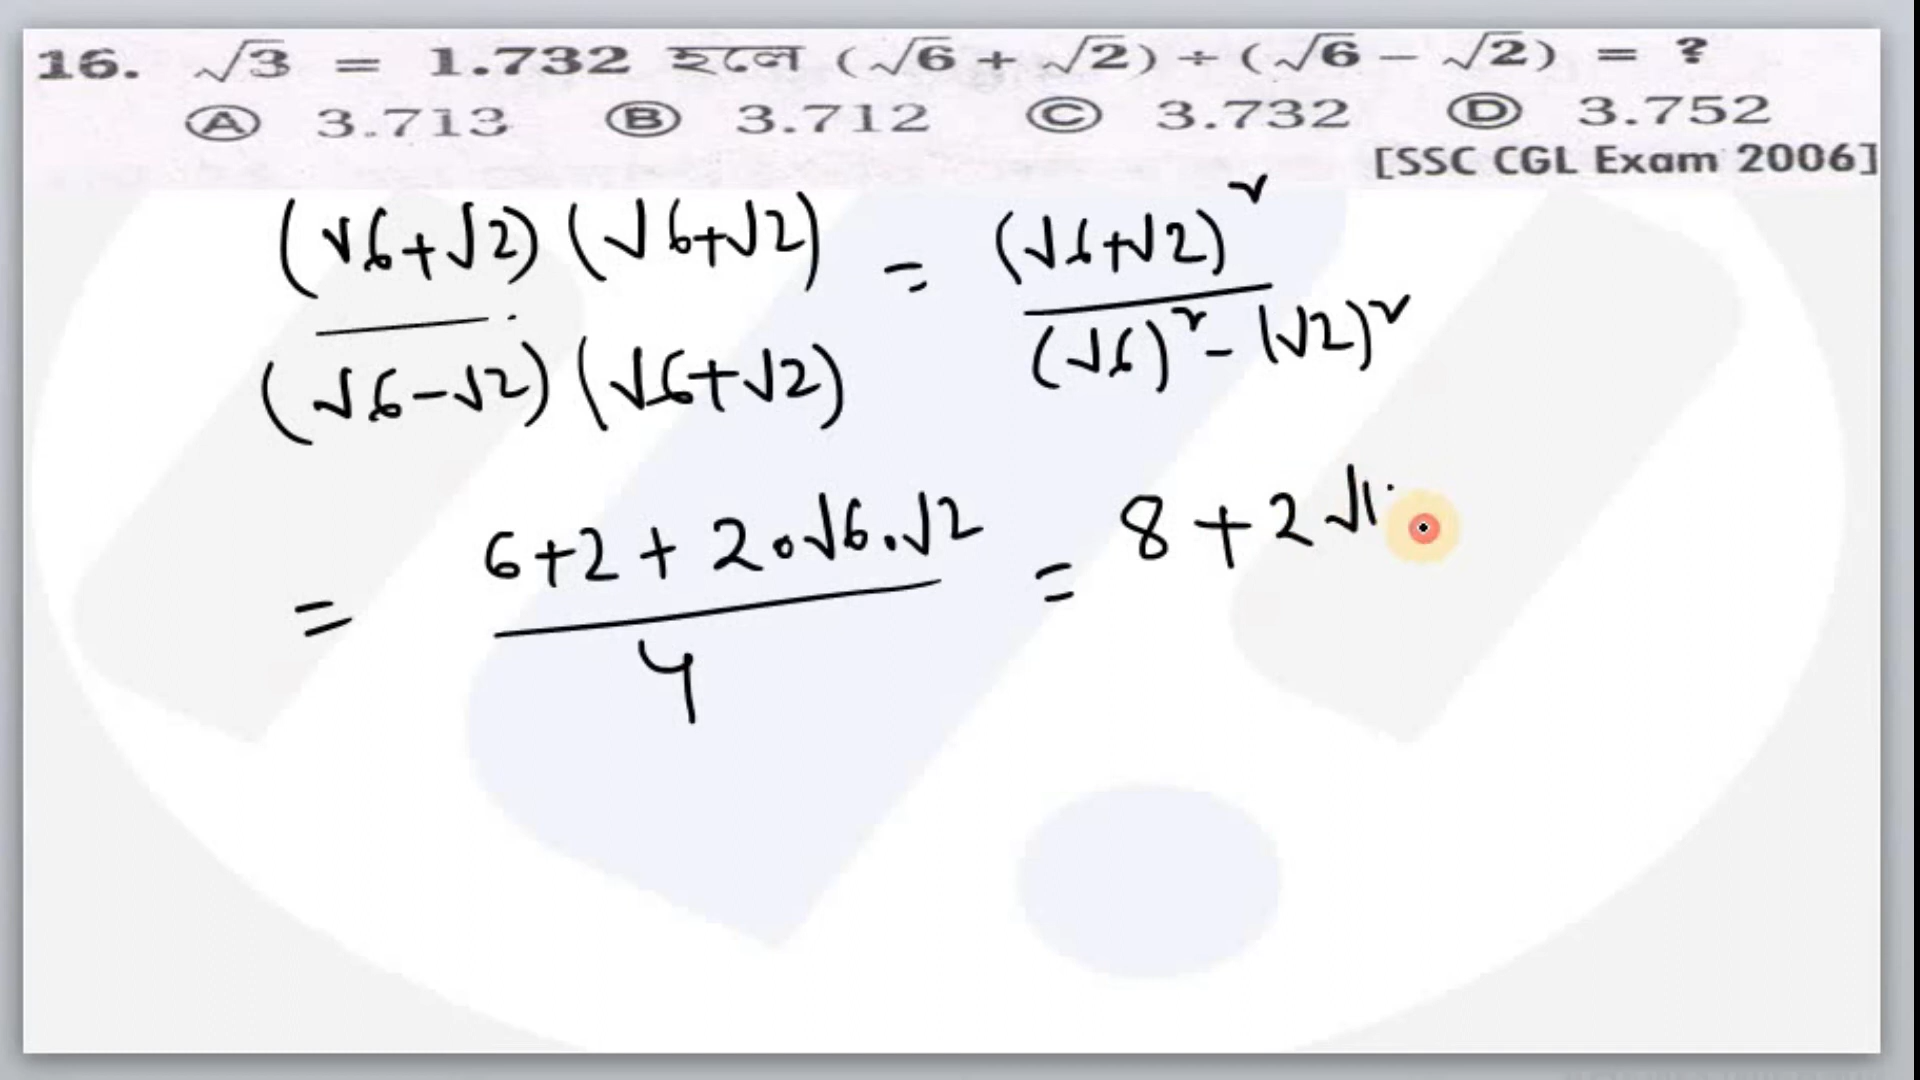 16. √3 = 1.732 হলে (√6 + √2) ÷ (√6 − √2) = ?
Ⓐ 3.713 Ⓑ 3.712 Ⓒ 3.732 Ⓓ 3.752
[SSC CGL Exam 2006]
(√6+√2) (√6+√2) = (√6+√2)²
(√6−√2) (√6+√2) (√6)² − (√2)²
= 6+2+2.√6.√2 = 8+2√1
4